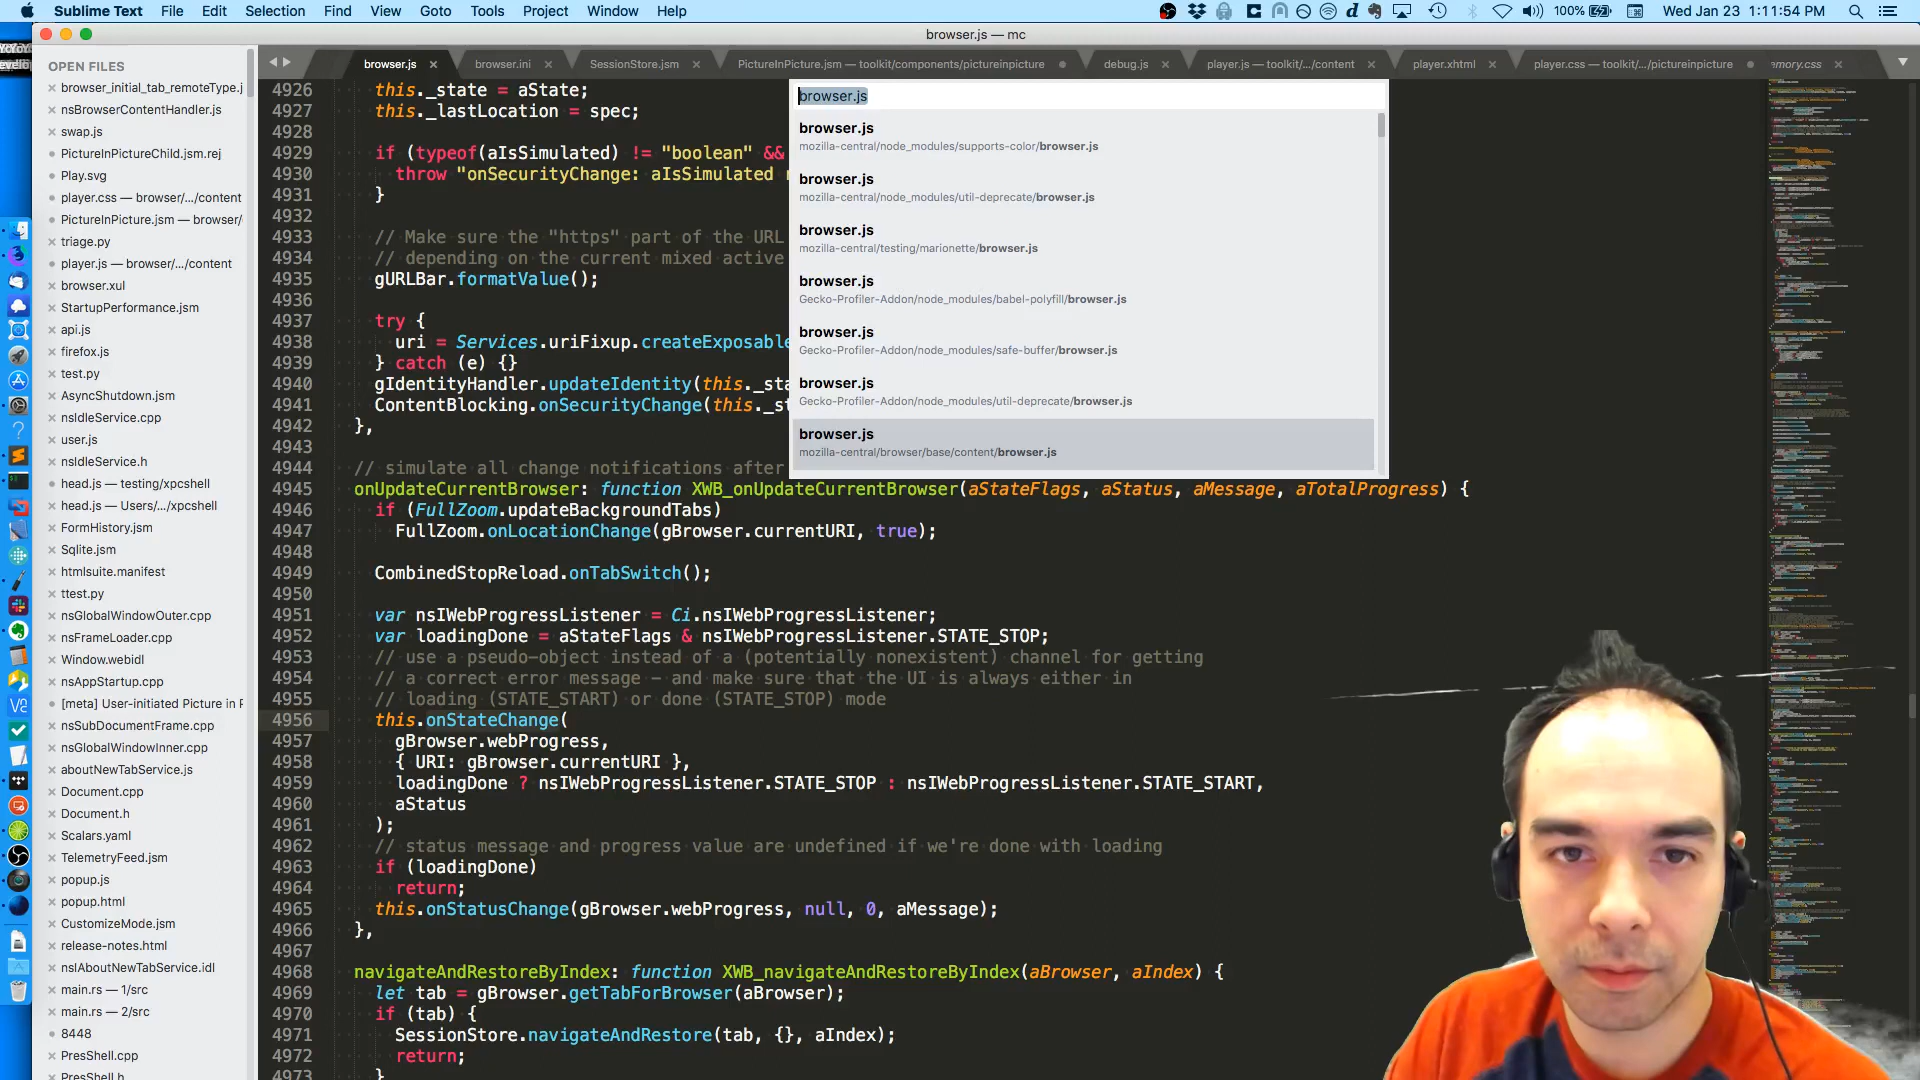 Sublime Text File Edit Selection Find View Goto Tools Project Window Help
100% Wed Jan 23 1:11:54 PM
browser.js — mc
OPEN FILES
browser_initial_tab_remoteType.j
nsBrowserContentHandler.js
swap.js
PictureInPictureChild.jsm.rej
Play.svg
player.css — browser/…/content
PictureInPicture.jsm — browser/
triage.py
player.js — browser/…/content
browser.xul
StartupPerformance.jsm
api.js
firefox.js
test.py
AsyncShutdown.jsm
nsIdleService.cpp
user.js
nsIdleService.h
head.js — testing/xpcshell
head.js — Users/…/xpcshell
FormHistory.jsm
Sqlite.jsm
htmlsuite.manifest
ttest.py
nsGlobalWindowOuter.cpp
nsFrameLoader.cpp
Window.webidl
nsAppStartup.cpp
[meta] User-initiated Picture in P
nsSubDocumentFrame.cpp
nsGlobalWindowInner.cpp
aboutNewTabService.js
Document.cpp
Document.h
Scalars.yaml
TelemetryFeed.jsm
popup.js
popup.html
CustomizeMode.jsm
release-notes.html
nsIAboutNewTabService.idl
main.rs — 1/src
main.rs — 2/src
8448
PresShell.cpp
PresShell.h
browser.js browser.ini SessionStore.jsm PictureInPicture.jsm — toolkit/components/pictureinpicture debug.js player.js — toolkit/…/content player.xhtml player.css — toolkit/…/pictureinpicture emory.css
browser.js
browser.js
mozilla-central/node_modules/supports-color/browser.js
browser.js
mozilla-central/node_modules/util-deprecate/browser.js
browser.js
mozilla-central/testing/marionette/browser.js
browser.js
Gecko-Profiler-Addon/node_modules/babel-polyfill/browser.js
browser.js
Gecko-Profiler-Addon/node_modules/safe-buffer/browser.js
browser.js
Gecko-Profiler-Addon/node_modules/util-deprecate/browser.js
browser.js
mozilla-central/browser/base/content/browser.js
4926 this._state = aState;
4927 this._lastLocation = spec;
4928
4929 if (typeof(aIsSimulated) != "boolean" &&
4930 throw "onSecurityChange: aIsSimulated
4931 }
4932
4933 // Make sure the "https" part of the URL
4934 // depending on the current mixed active
4935 gURLBar.formatValue();
4936
4937 try {
4938 uri = Services.uriFixup.createExposable
4939 } catch (e) {}
4940 gIdentityHandler.updateIdentity(this._sta
4941 ContentBlocking.onSecurityChange(this._st
4942 },
4943
4944 // simulate all change notifications after
4945 onUpdateCurrentBrowser: function XWB_onUpdateCurrentBrowser(aStateFlags, aStatus, aMessage, aTotalProgress) {
4946 if (FullZoom.updateBackgroundTabs)
4947 FullZoom.onLocationChange(gBrowser.currentURI, true);
4948
4949 CombinedStopReload.onTabSwitch();
4950
4951 var nsIWebProgressListener = Ci.nsIWebProgressListener;
4952 var loadingDone = aStateFlags & nsIWebProgressListener.STATE_STOP;
4953 // use a pseudo-object instead of a (potentially nonexistent) channel for getting
4954 // a correct error message - and make sure that the UI is always either in
4955 // loading (STATE_START) or done (STATE_STOP) mode
4956 this.onStateChange(
4957 gBrowser.webProgress,
4958 { URI: gBrowser.currentURI },
4959 loadingDone ? nsIWebProgressListener.STATE_STOP : nsIWebProgressListener.STATE_START,
4960 aStatus
4961 );
4962 // status message and progress value are undefined if we're done with loading
4963 if (loadingDone)
4964 return;
4965 this.onStatusChange(gBrowser.webProgress, null, 0, aMessage);
4966 },
4967
4968 navigateAndRestoreByIndex: function XWB_navigateAndRestoreByIndex(aBrowser, aIndex) {
4969 let tab = gBrowser.getTabForBrowser(aBrowser);
4970 if (tab) {
4971 SessionStore.navigateAndRestore(tab, {}, aIndex);
4972 return;
4973 }